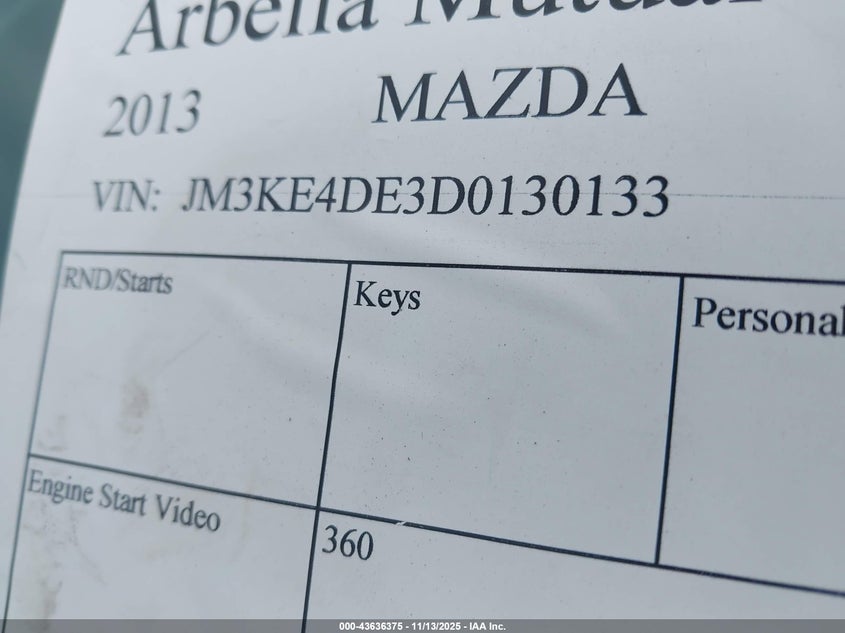 Arbella Mutual
2013 MAZDA
VIN: JM3KE4DE3D0130133
RND/Starts Keys Personal
Engine Start Video 360
000-43636375 - 11/13/2025 - IAA Inc.